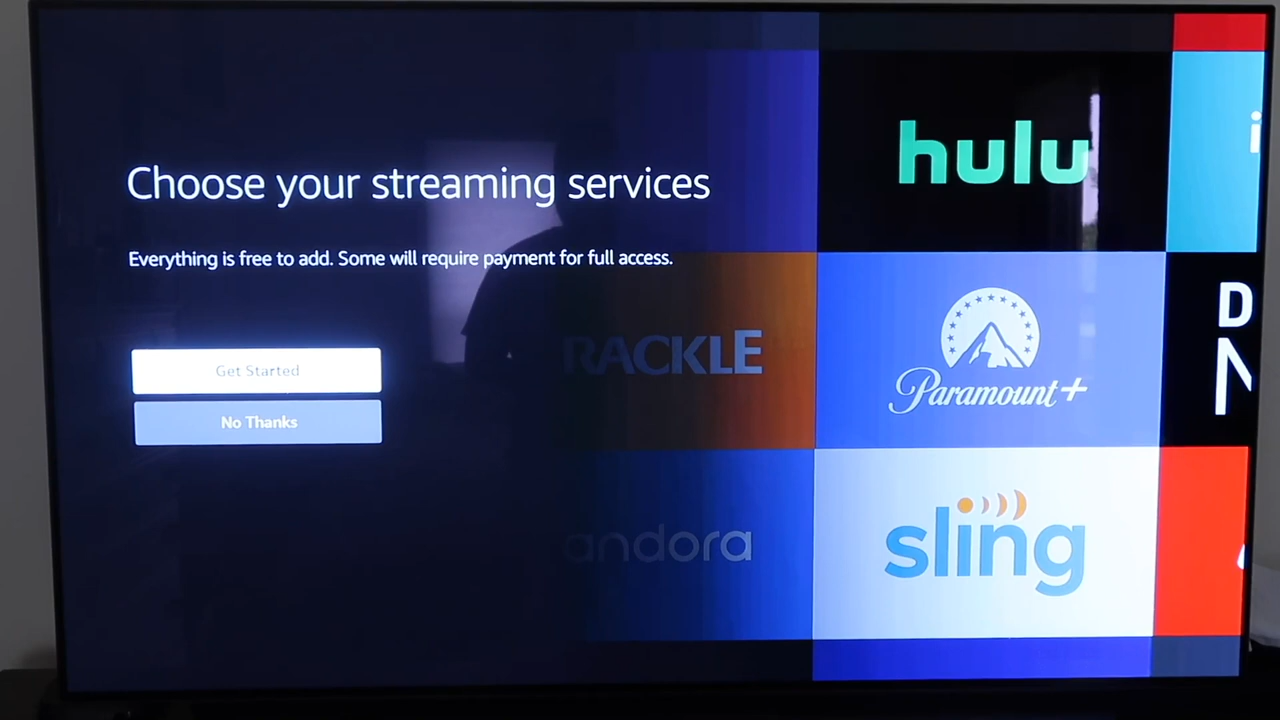 Choose your streaming services
Everything is free to add. Some will require payment for full access.
Get Started
No Thanks
hulu
RACKLE
Paramount+
andora
sling
i
D
N